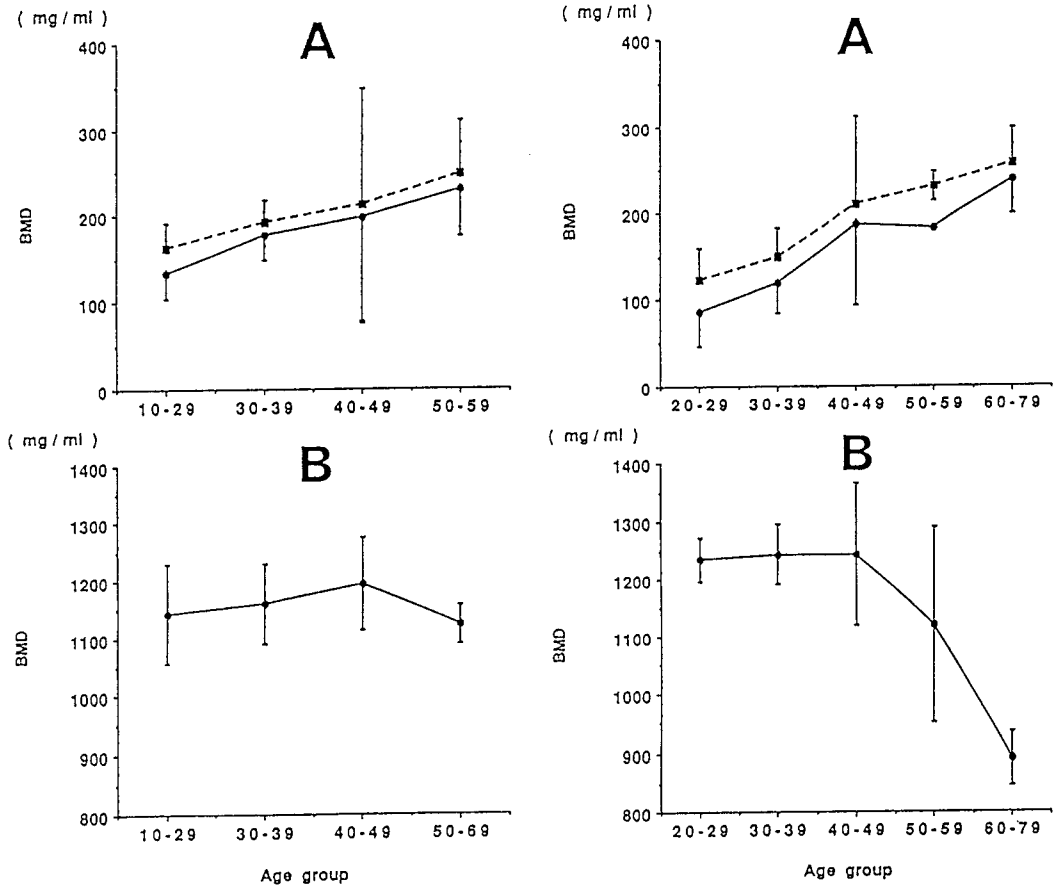 ( mg / ml )
A
400
300
200
100
0
BMD
10-29 30-39 40-49 50-59
( mg / ml )
A
400
300
200
100
0
BMD
20-29 30-39 40-49 50-59 60-79
( mg / ml )
B
1400
1300
1200
1100
1000
900
800
BMD
10-29 30-39 40-49 50-69
Age group
( mg / ml )
B
1400
1300
1200
1100
1000
900
800
BMD
20-29 30-39 40-49 50-59 60-79
Age group